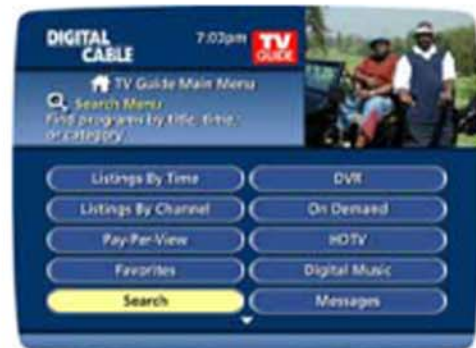 DIGITAL CABLE
7:03pm
TV GUIDE
TV Guide Main Menu
Search Menu
Find programs by title, time,
or category.
Listings By Time
DVR
Listings By Channel
On Demand
Pay-Per-View
HDTV
Favorites
Digital Music
Search
Messages